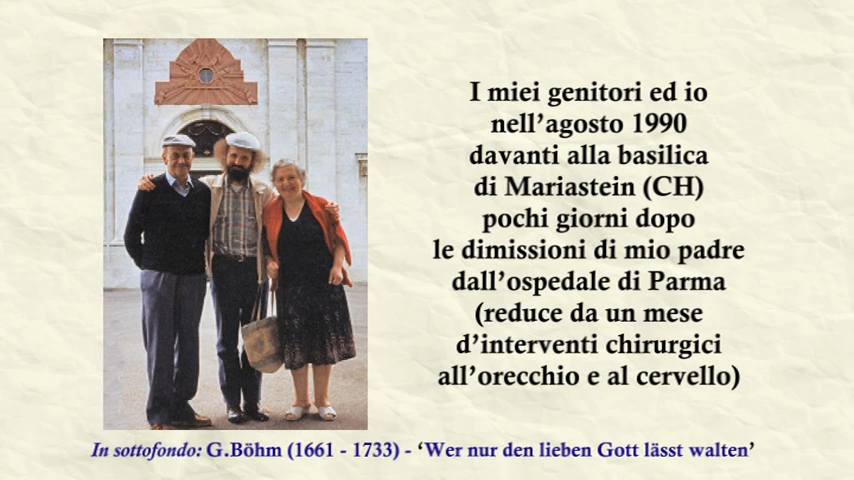 I miei genitori ed io
nell’agosto 1990
davanti alla basilica
di Mariastein (CH)
pochi giorni dopo
le dimissioni di mio padre
dall’ospedale di Parma
(reduce da un mese
d’interventi chirurgici
all’orecchio e al cervello)
In sottofondo: G.Böhm (1661 - 1733) - ‘Wer nur den lieben Gott lässt walten’